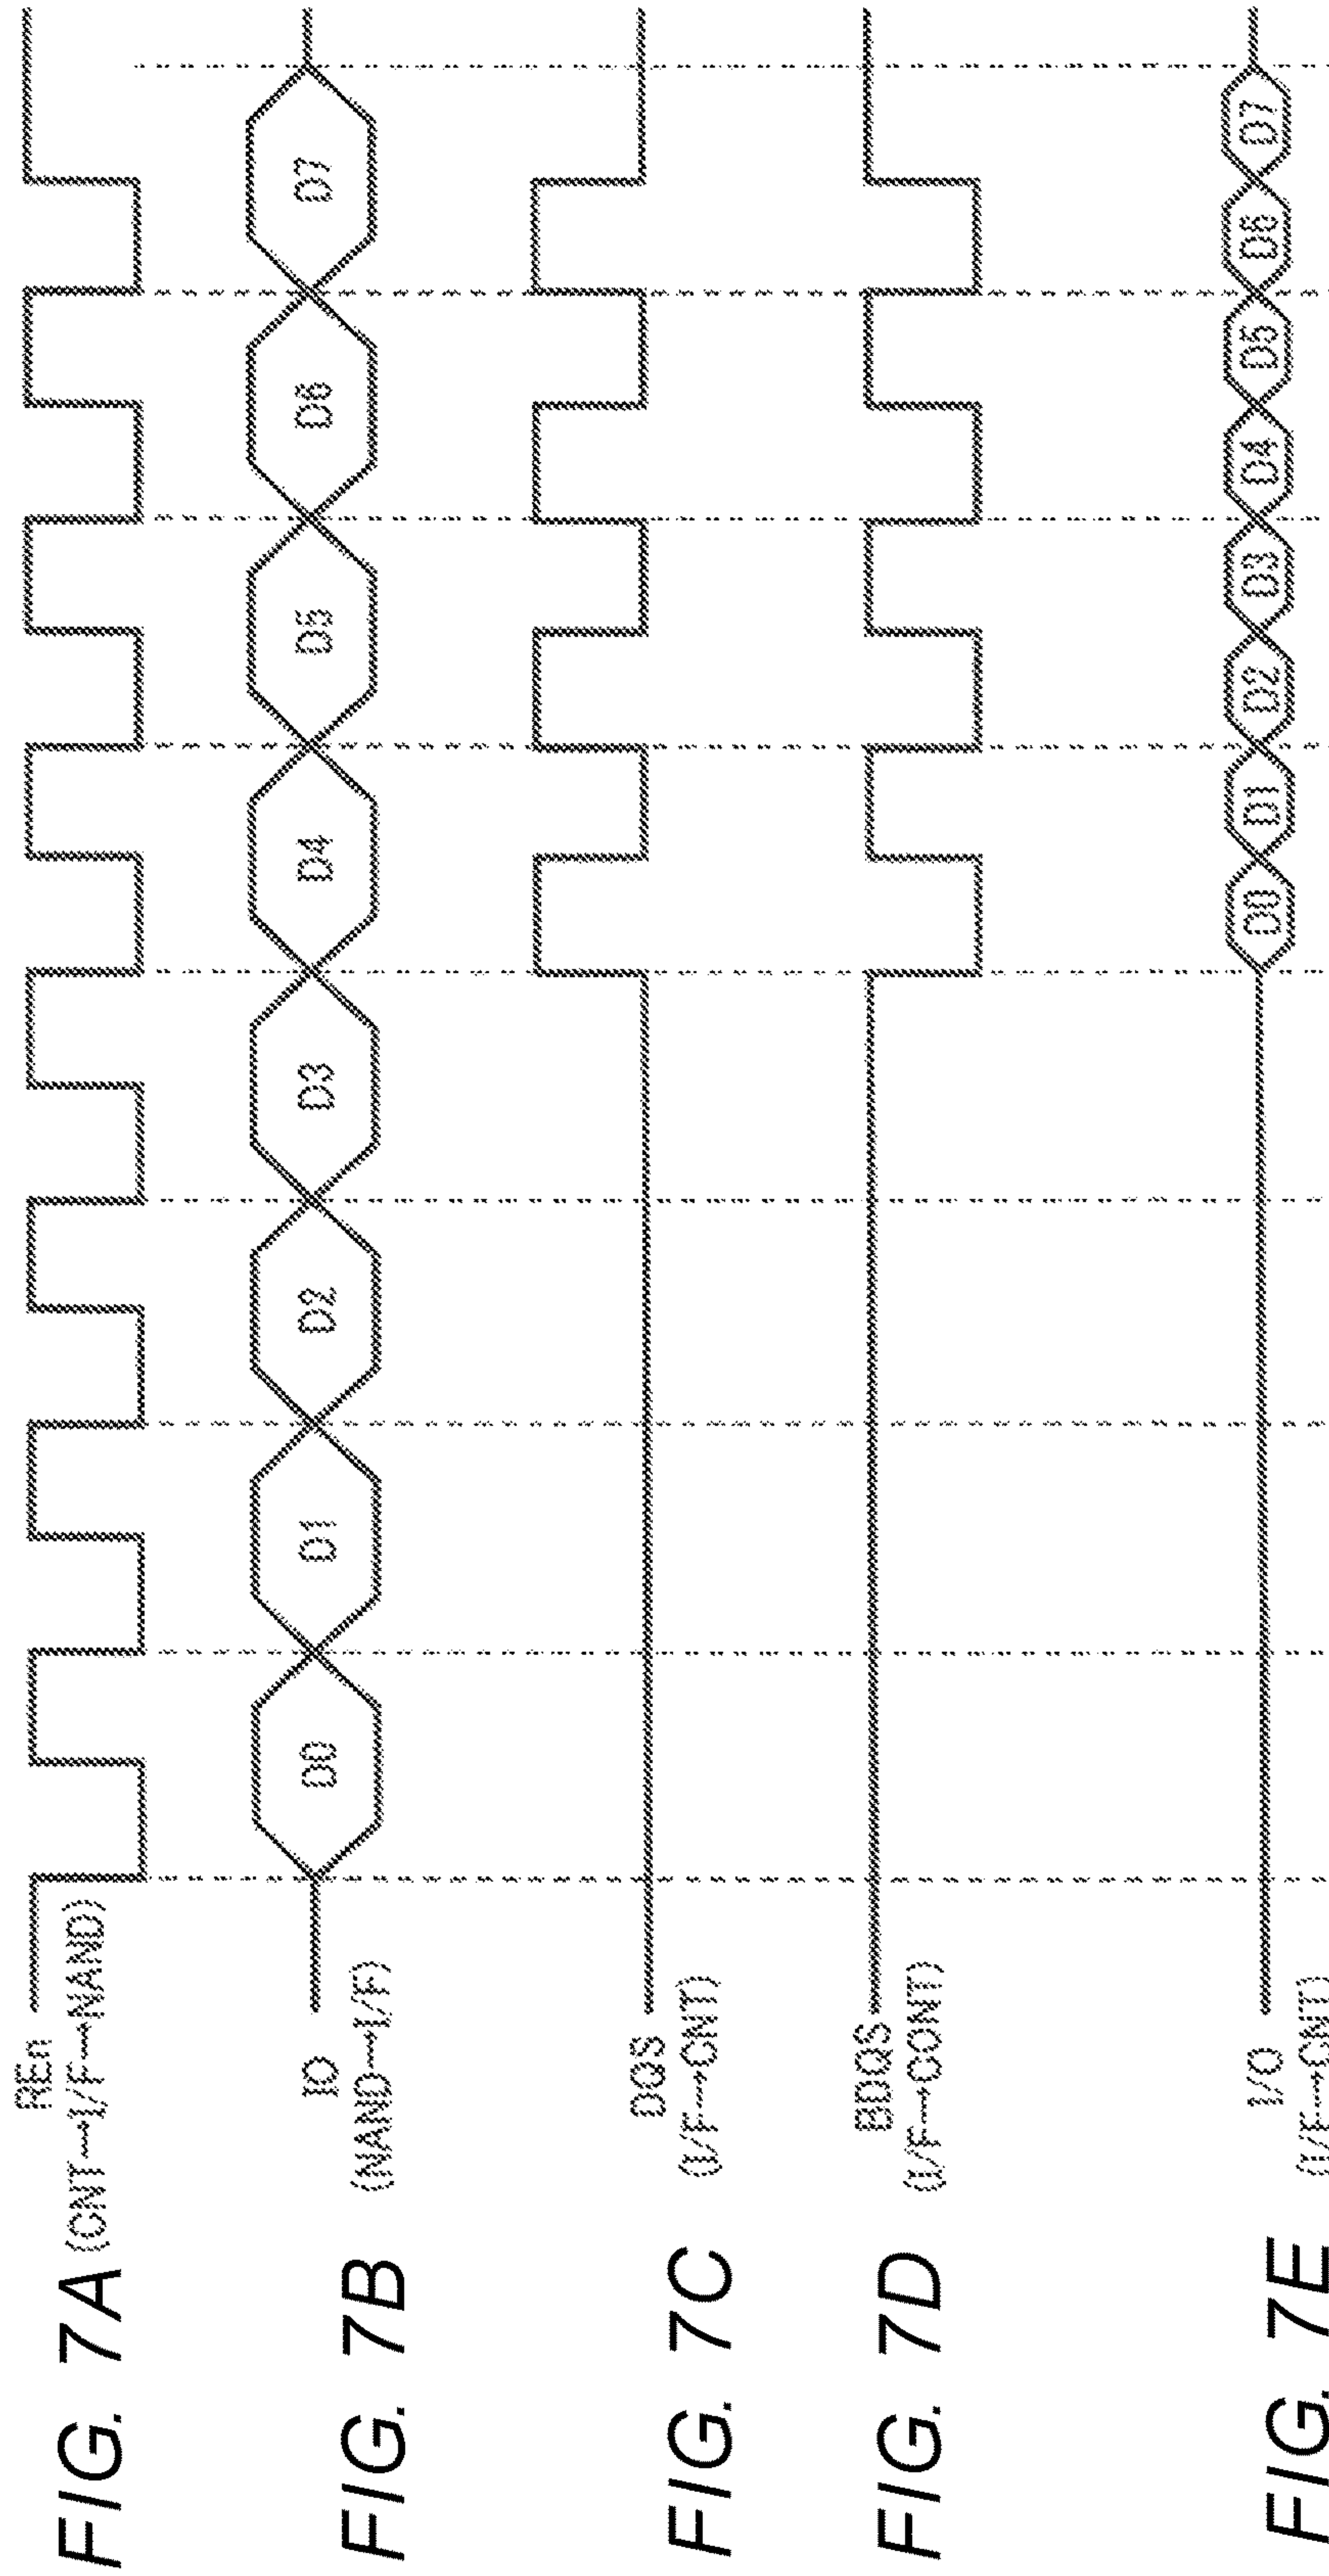 FIG. 7A
REn
(CNT→I/F→NAND)
FIG. 7B
IO
(NAND→I/F)
D0 D1 D2 D3 D4 D5 D6 D7
FIG. 7C
DQS
(I/F→CNT)
FIG. 7D
BDQS
(I/F→CONT)
FIG. 7E
I/O
(I/F→CNT)
D0 D1 D2 D3 D4 D5 D6 D7